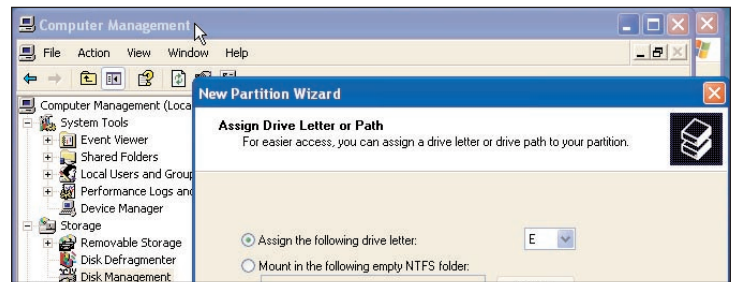 Computer Management
File Action View Window Help
New Partition Wizard
Computer Management (Loca
System Tools
Event Viewer
Shared Folders
Local Users and Group
Performance Logs and
Device Manager
Storage
Removable Storage
Disk Defragmenter
Disk Management
Assign Drive Letter or Path
For easier access, you can assign a drive letter or drive path to your partition.
Assign the following drive letter: E
Mount in the following empty NTFS folder: